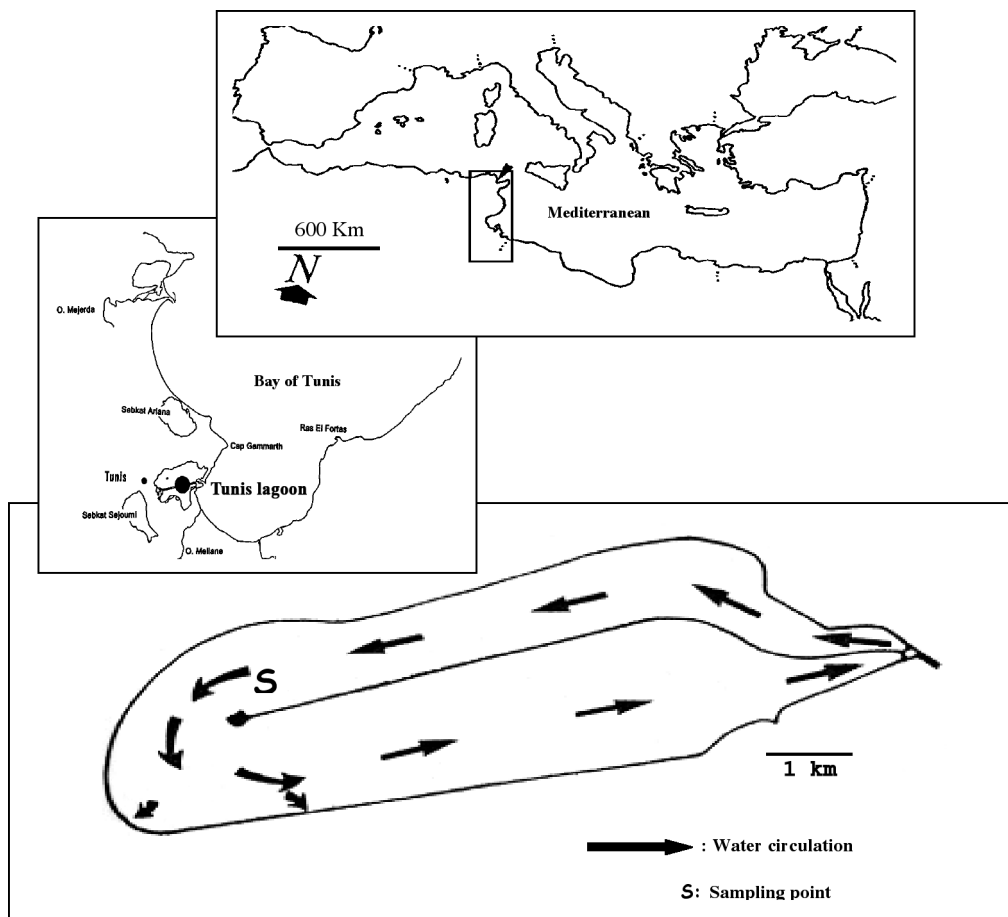 Mediterranean
600 Km
N
O. Mejerda
Bay of Tunis
Sebkat Ariana
Ras El Fortas
Cap Gammarth
Tunis
Tunis lagoon
Sebkat Sejoumi
O. Meliane
S
1 km
: Water circulation
S: Sampling point